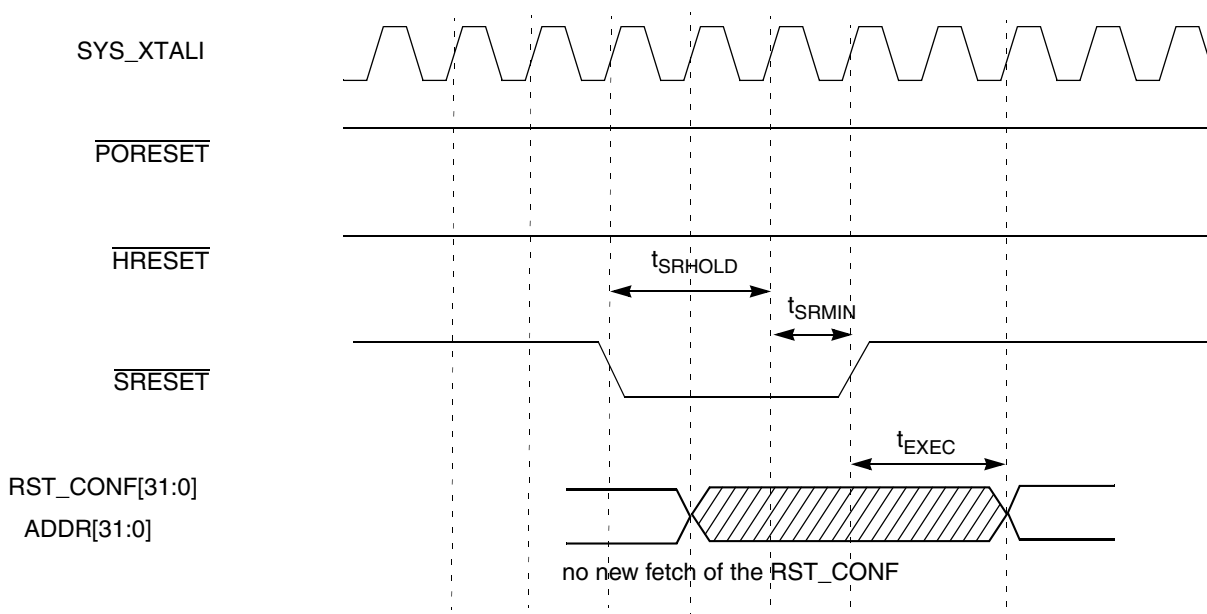 SYS_XTALI
PORESET
HRESET
tSRHOLD
tSRMIN
SRESET
tEXEC
RST_CONF[31:0]
ADDR[31:0]
no new fetch of the RST_CONF